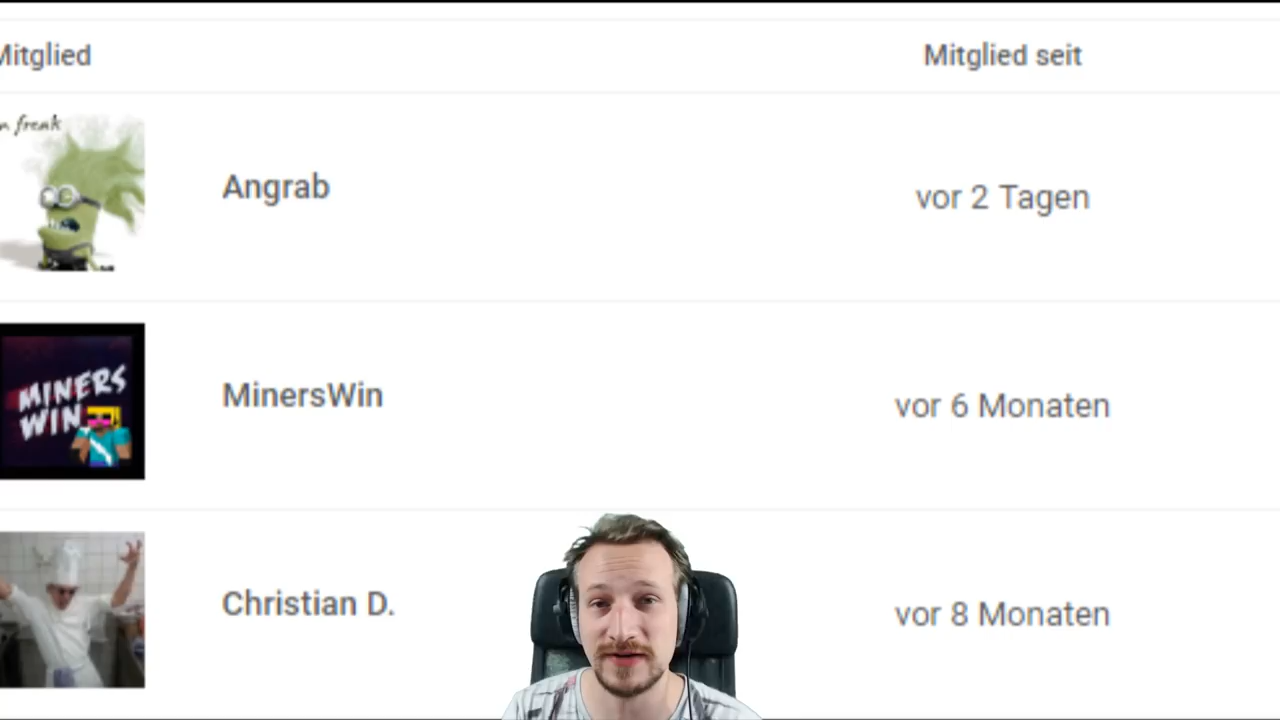 Mitglied
Mitglied seit
freak
Angrab
vor 2 Tagen
MINERS
WIN
MinersWin
vor 6 Monaten
Christian D.
vor 8 Monaten